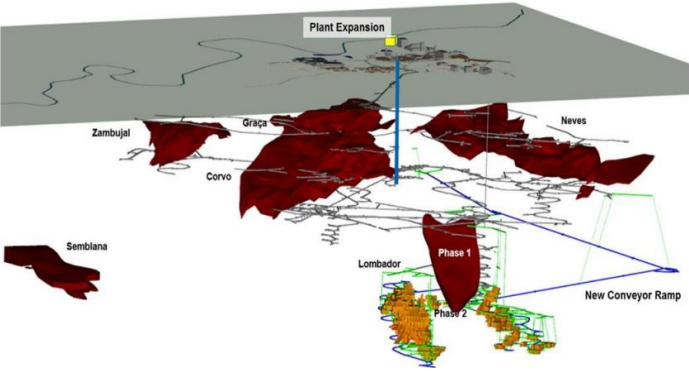 Plant Expansion
Graça
Neves
Zambujal
Corvo
Semblana
Phase 1
Lombador
New Conveyor Ramp
Phase 2